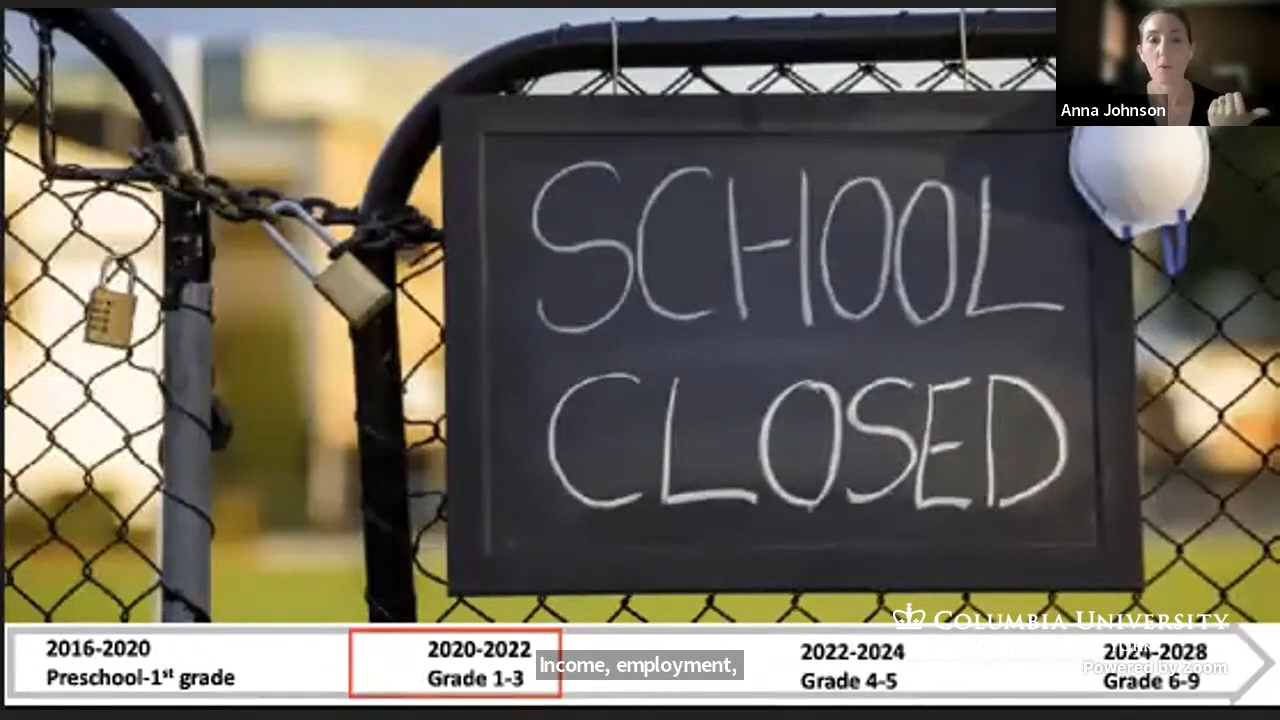 Anna Johnson
SCHOOL
CLOSED
COLUMBIA UNIVERSITY
2016-2020
Preschool-1st grade
2020-2022
Grade 1-3
Income, employment,
2022-2024
Grade 4-5
2024-2028
Grade 6-9
Powered by Zoom